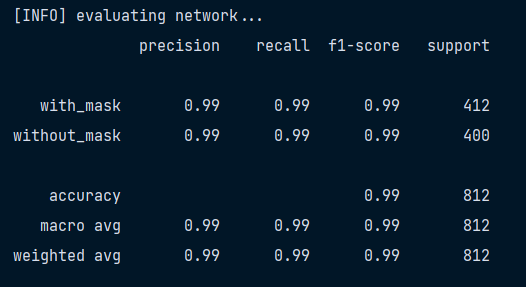 [INFO] evaluating network...
precision recall f1-score support
with_mask 0.99 0.99 0.99 412
without_mask 0.99 0.99 0.99 400
accuracy 0.99 812
macro avg 0.99 0.99 0.99 812
weighted avg 0.99 0.99 0.99 812